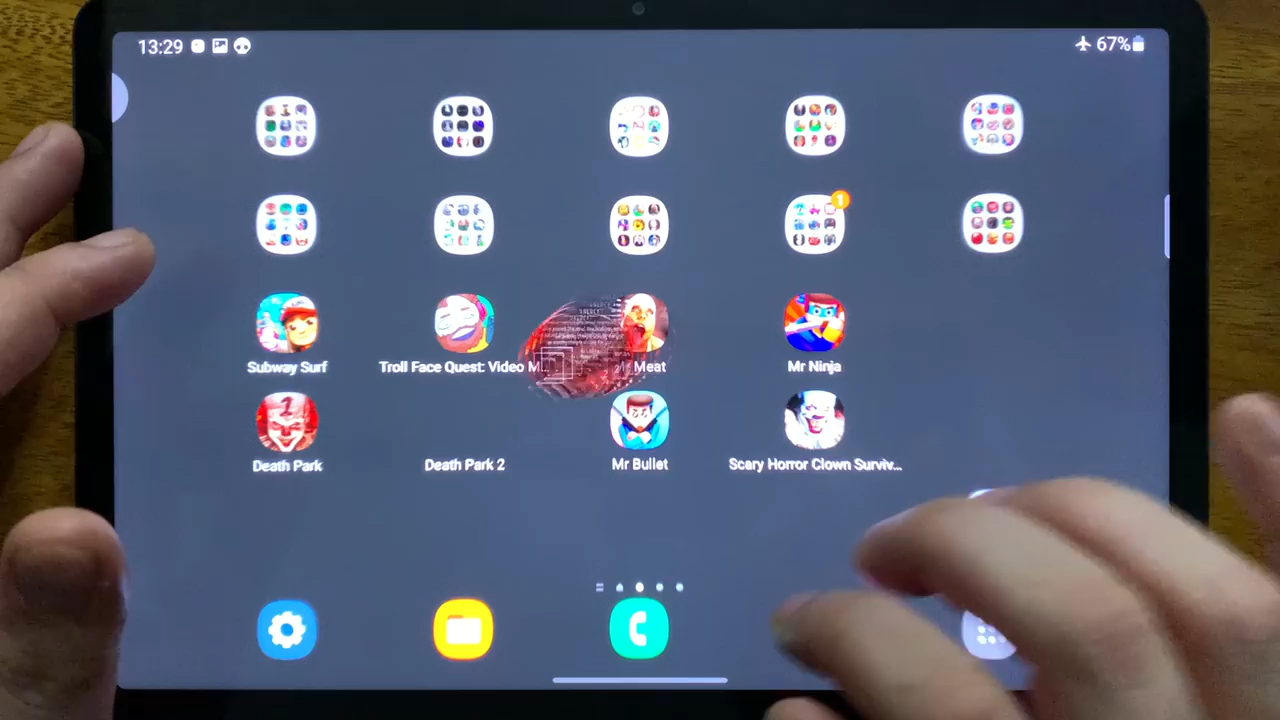 13:29
67%
1
Subway Surf
Troll Face Quest: Video M...
Meat
Mr Ninja
Death Park
Death Park 2
Mr Bullet
Scary Horror Clown Surviv...